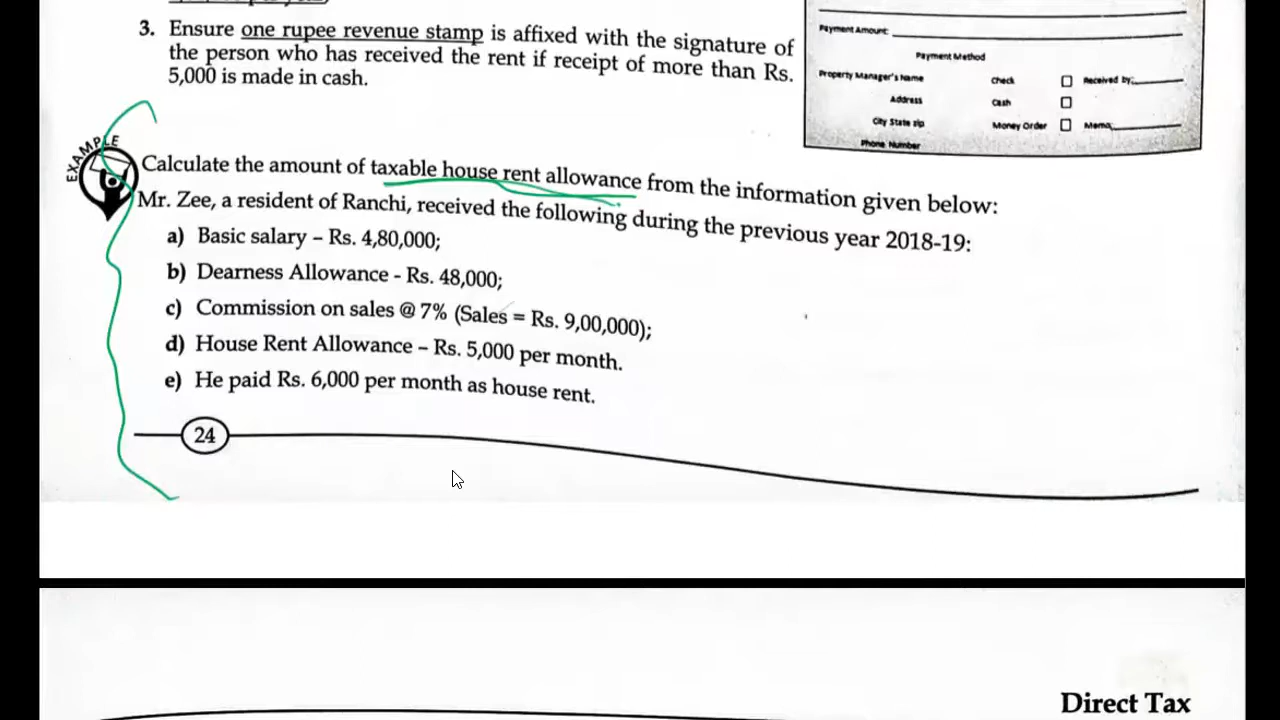 3. Ensure one rupee revenue stamp is affixed with the signature of
the person who has received the rent if receipt of more than Rs.
5,000 is made in cash.
Payment Amount:
Payment Method
Property Manager's Name Check Received by:
Address Cash
City State zip Money Order Memo
Phone Number
EXAMPLE
Calculate the amount of taxable house rent allowance from the information given below:
Mr. Zee, a resident of Ranchi, received the following during the previous year 2018-19:
a) Basic salary – Rs. 4,80,000;
b) Dearness Allowance - Rs. 48,000;
c) Commission on sales @ 7% (Sales = Rs. 9,00,000);
d) House Rent Allowance – Rs. 5,000 per month.
e) He paid Rs. 6,000 per month as house rent.
24
Direct Tax